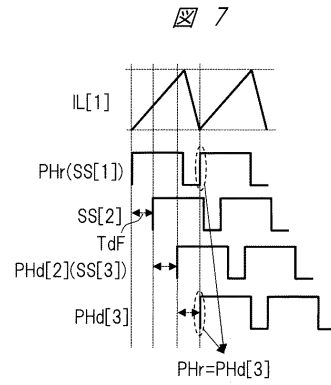 図 7
IL[1]
PHr(SS[1])
SS[2]
TdF
PHd[2](SS[3])
PHd[3]
PHr=PHd[3]